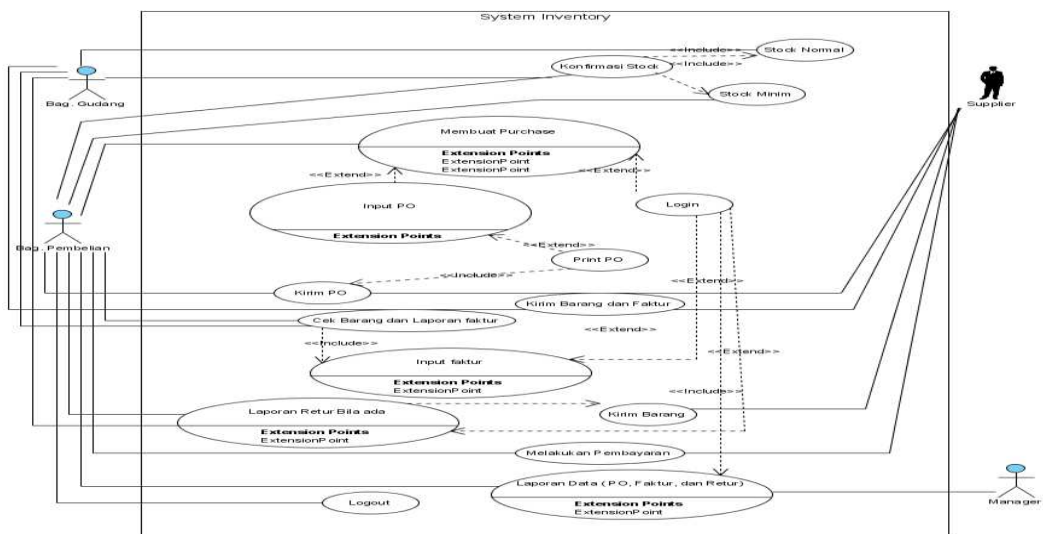 System Inventory
<<Include>>
Stock Normal
Konfirmasi Stock
<<Include>>
Bag. Gudang
Stock Minim
Supplier
Membuat Purchase
Extension Points
ExtensionPoint
ExtensionPoint
<<Extend>>
<<Extend>>
Input PO
Login
Extension Points
Bag. Pembelian
<<Extend>>
Print PO
<<Include>>
<<Extend>>
Kirim PO
Kirim Barang dan Faktur
Cek Barang dan Laporan faktur
<<Extend>>
<<Include>>
<<Extend>>
Input faktur
Extension Points
ExtensionPoint
<<Include>>
Laporan Retur Bila ada
Kirim Barang
Extension Points
ExtensionPoint
Melakukan Pembayaran
Laporan Data ( PO, Faktur, dan Retur)
Logout
Extension Points
ExtensionPoint
Manager